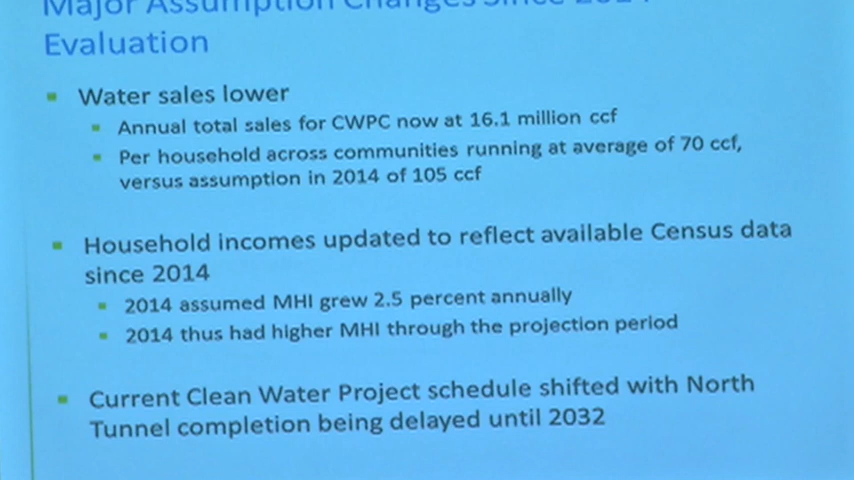 Major Assumption Changes Since 2014
Evaluation
Water sales lower
Annual total sales for CWPC now at 16.1 million ccf
Per household across communities running at average of 70 ccf,
versus assumption in 2014 of 105 ccf
Household incomes updated to reflect available Census data
since 2014
2014 assumed MHI grew 2.5 percent annually
2014 thus had higher MHI through the projection period
Current Clean Water Project schedule shifted with North
Tunnel completion being delayed until 2032